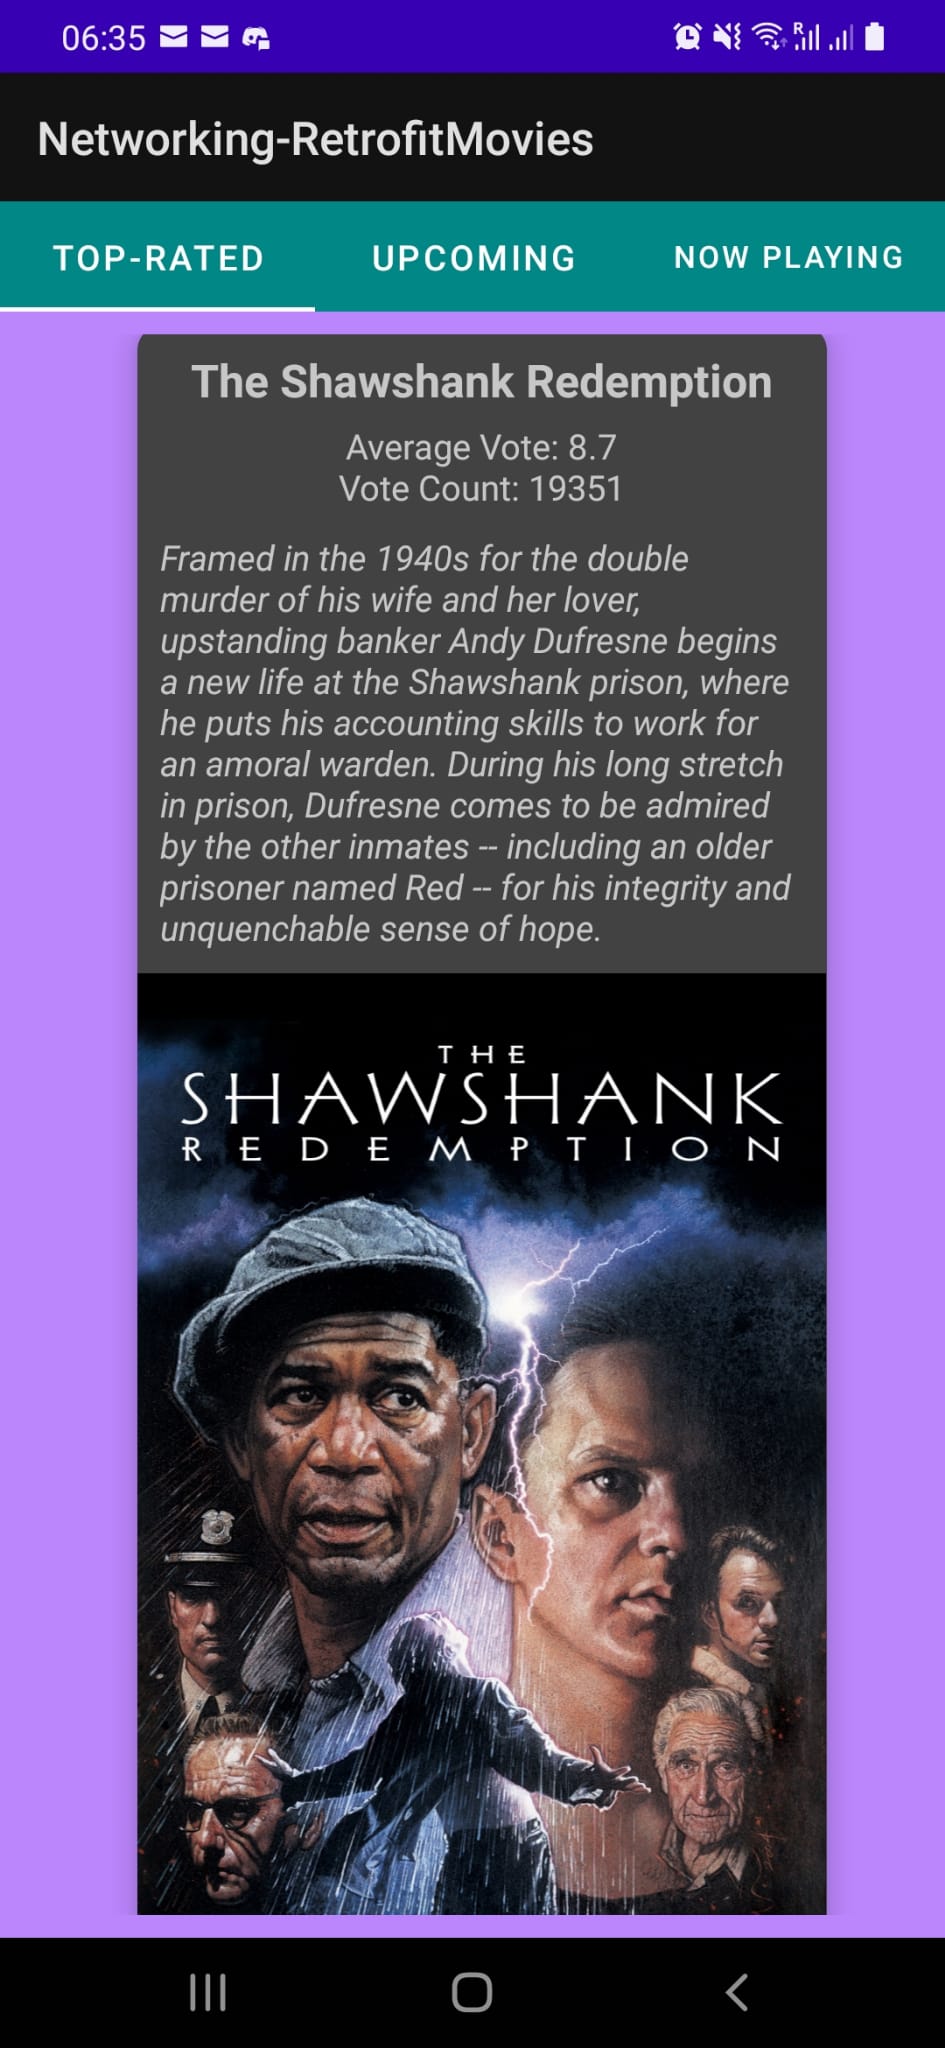 06:35
R
Networking-RetrofitMovies
TOP-RATED UPCOMING NOW PLAYING
The Shawshank Redemption
Average Vote: 8.7
Vote Count: 19351
Framed in the 1940s for the double
murder of his wife and her lover,
upstanding banker Andy Dufresne begins
a new life at the Shawshank prison, where
he puts his accounting skills to work for
an amoral warden. During his long stretch
in prison, Dufresne comes to be admired
by the other inmates -- including an older
prisoner named Red -- for his integrity and
unquenchable sense of hope.
THE
SHAWSHANK
REDEMPTION